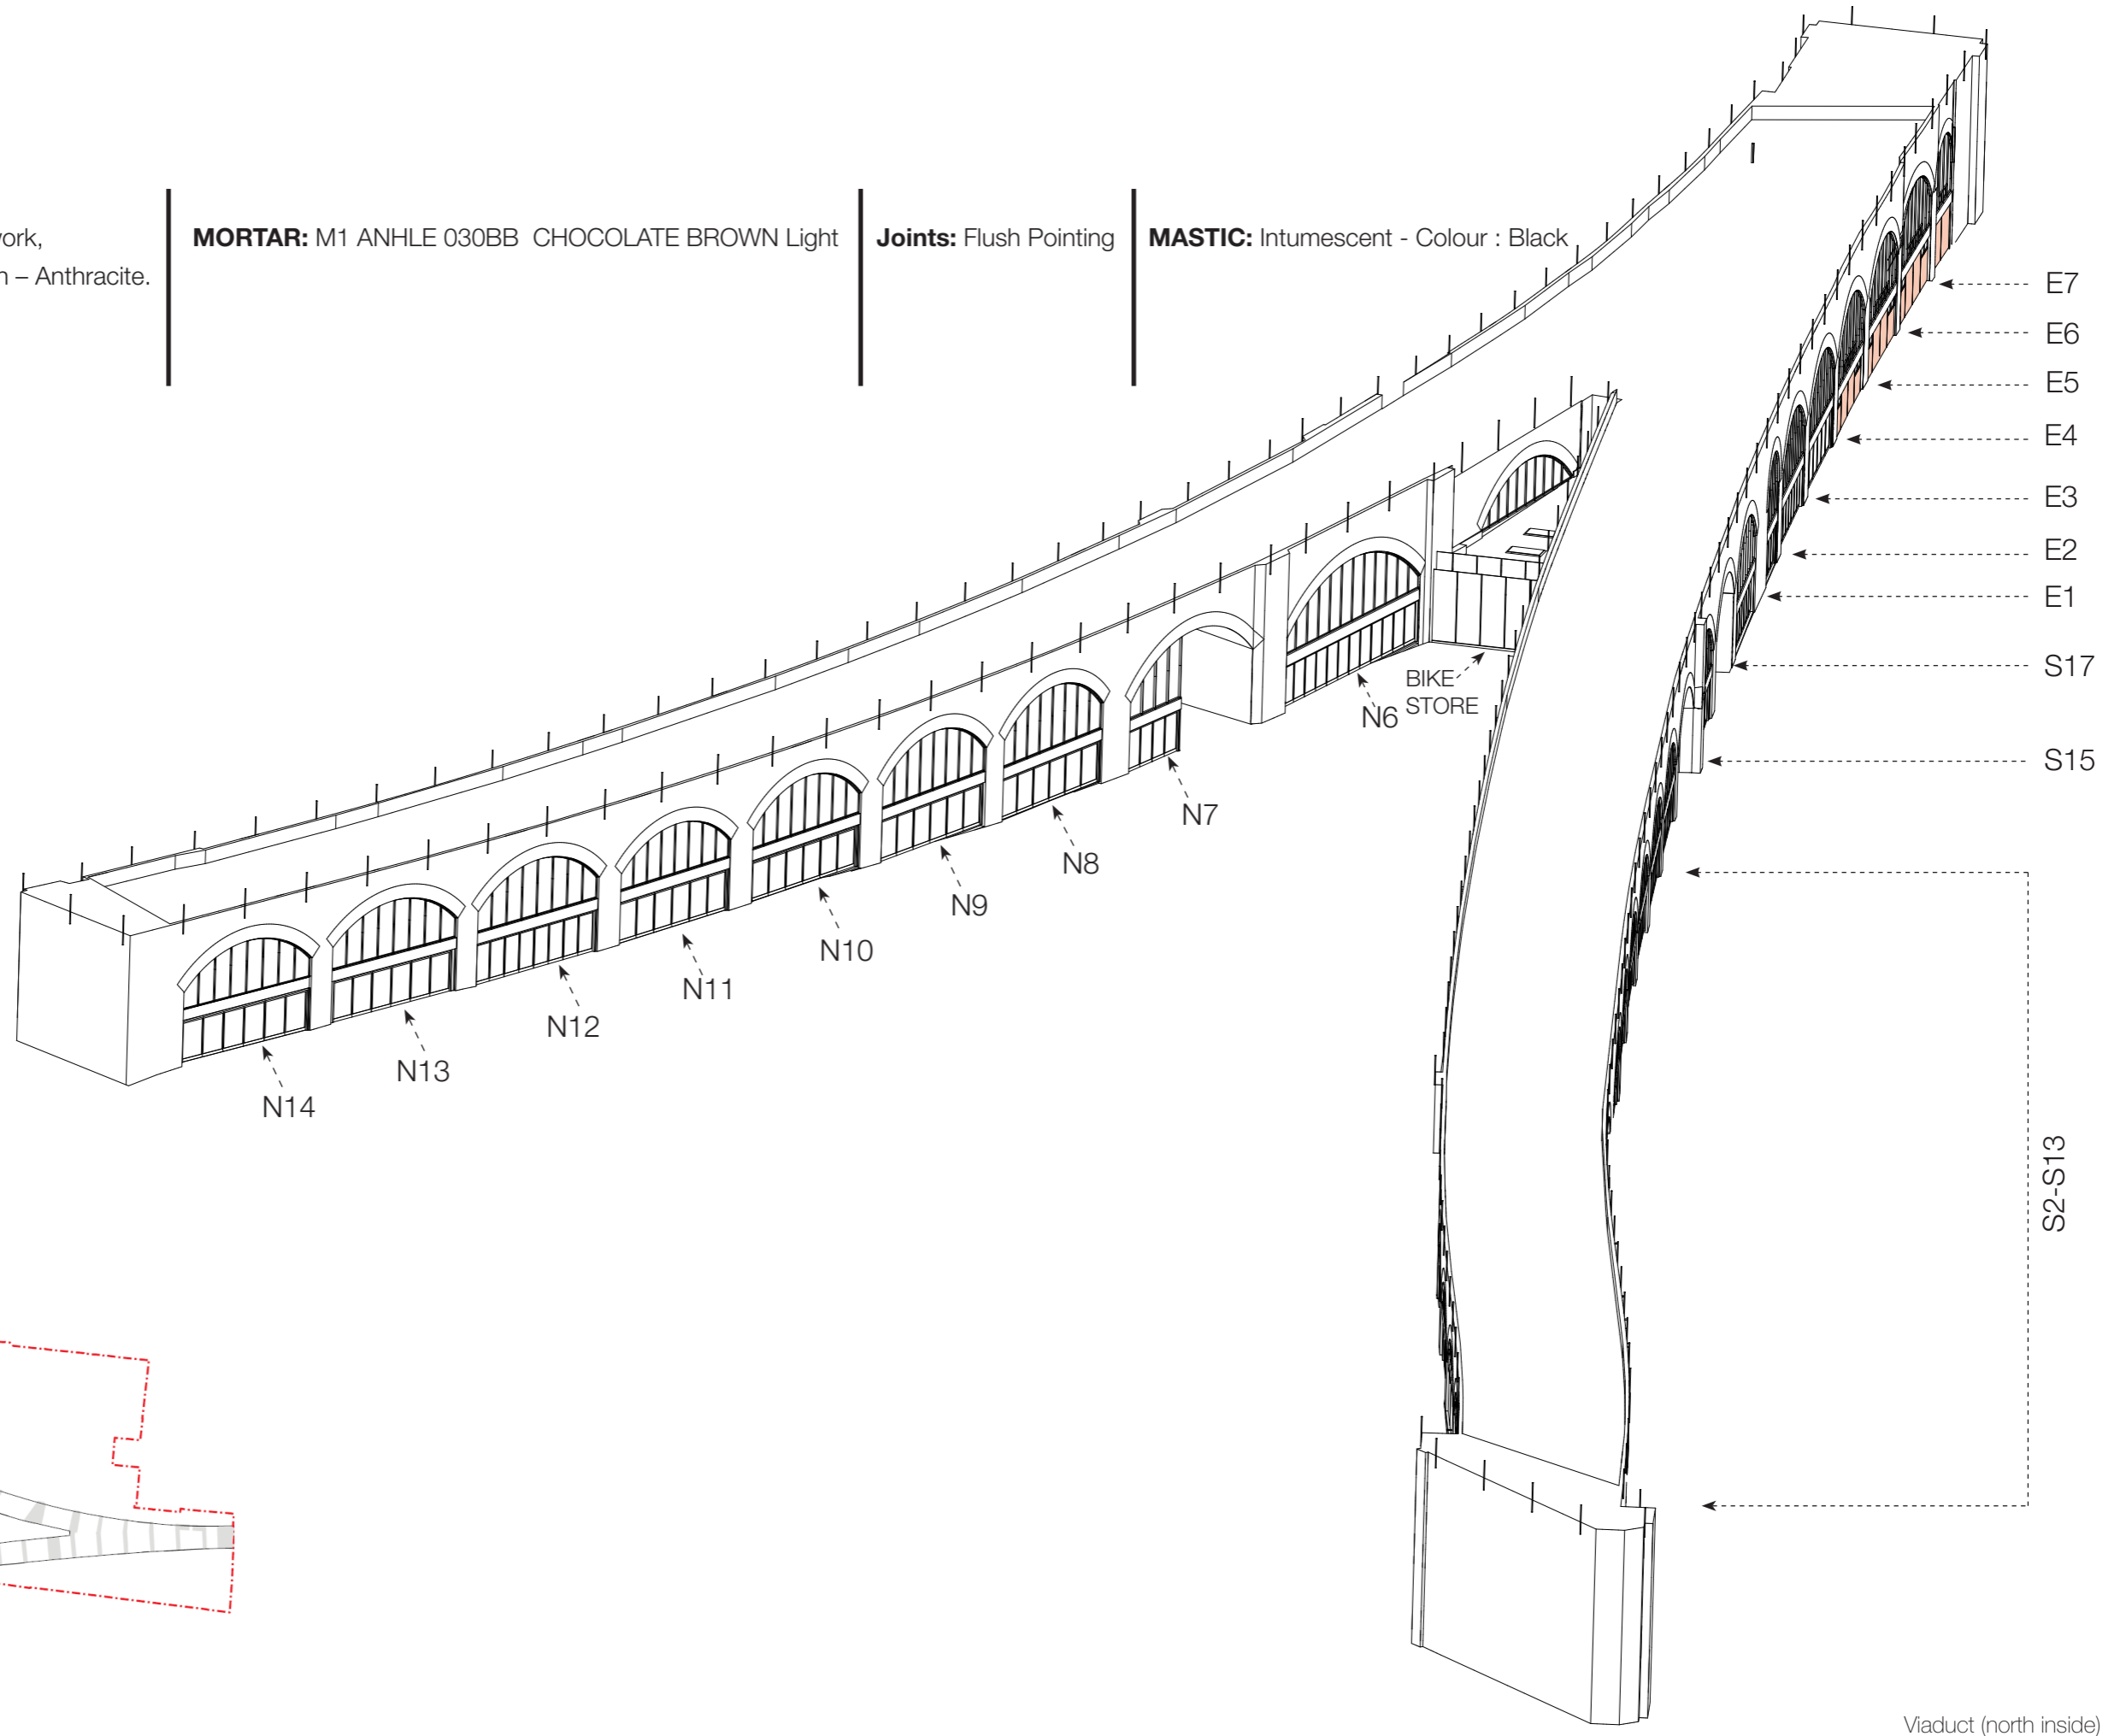 work,
MORTAR: M1 ANHLE 030BB CHOCOLATE BROWN Light
Joints: Flush Pointing
MASTIC: Intumescent - Colour : Black
– Anthracite.
E7
E6
E5
E4
E3
E2
E1
S17
S15
S2-S13
BIKE
STORE
N6
N7
N8
N9
N10
N11
N12
N13
N14
Viaduct (north inside)